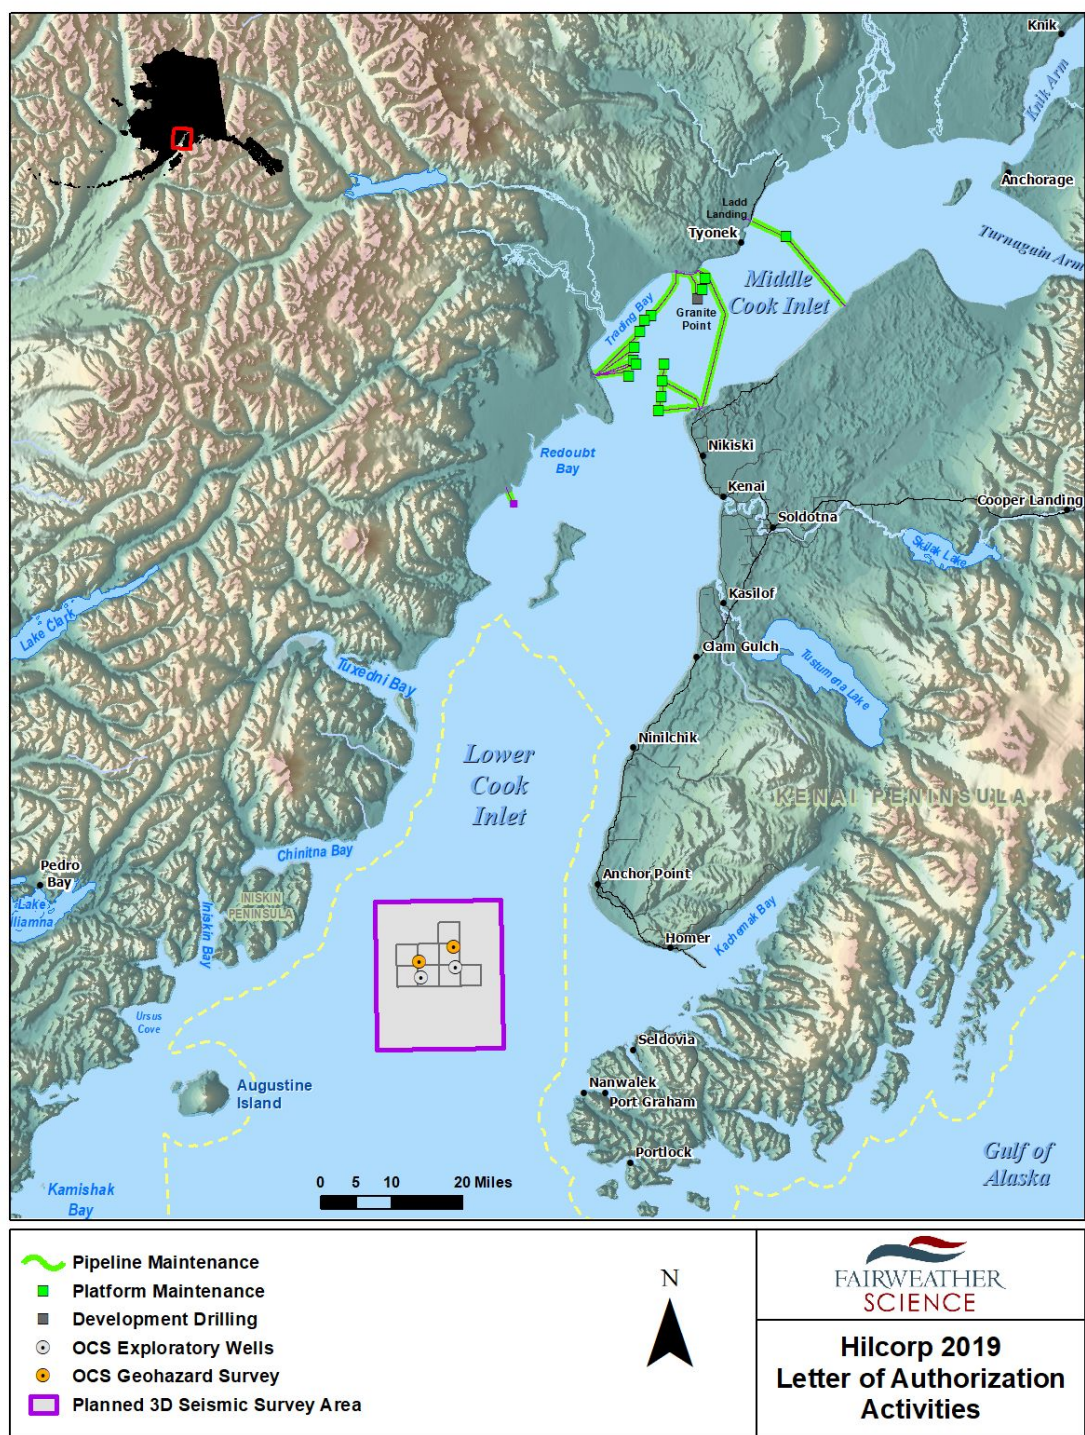 Knik
Knik Arm
Anchorage
Turnagain Arm
Ladd
Landing
Tyonek
Middle
Cook Inlet
Trading Bay
Granite
Point
Redoubt
Bay
Nikiski
Kenai
Cooper Landing
Soldotna
Skilak Lake
Kasilof
Lake Clark
Clam Gulch
Tuxedni Bay
Tustumena Lake
Lower
Cook
Inlet
Ninilchik
KENAI PENINSULA
Chinitna Bay
Pedro
Bay
Anchor Point
Lake
Iliamna
INISKIN
PENINSULA
Iniskin Bay
Kachemak Bay
Homer
Ursus
Cove
Seldovia
Augustine
Island
Nanwalek
Port Graham
Portlock
Gulf of
Alaska
Kamishak
Bay
0 5 10 20 Miles
Pipeline Maintenance
Platform Maintenance
Development Drilling
OCS Exploratory Wells
OCS Geohazard Survey
Planned 3D Seismic Survey Area
N
FAIRWEATHER
SCIENCE
Hilcorp 2019
Letter of Authorization
Activities